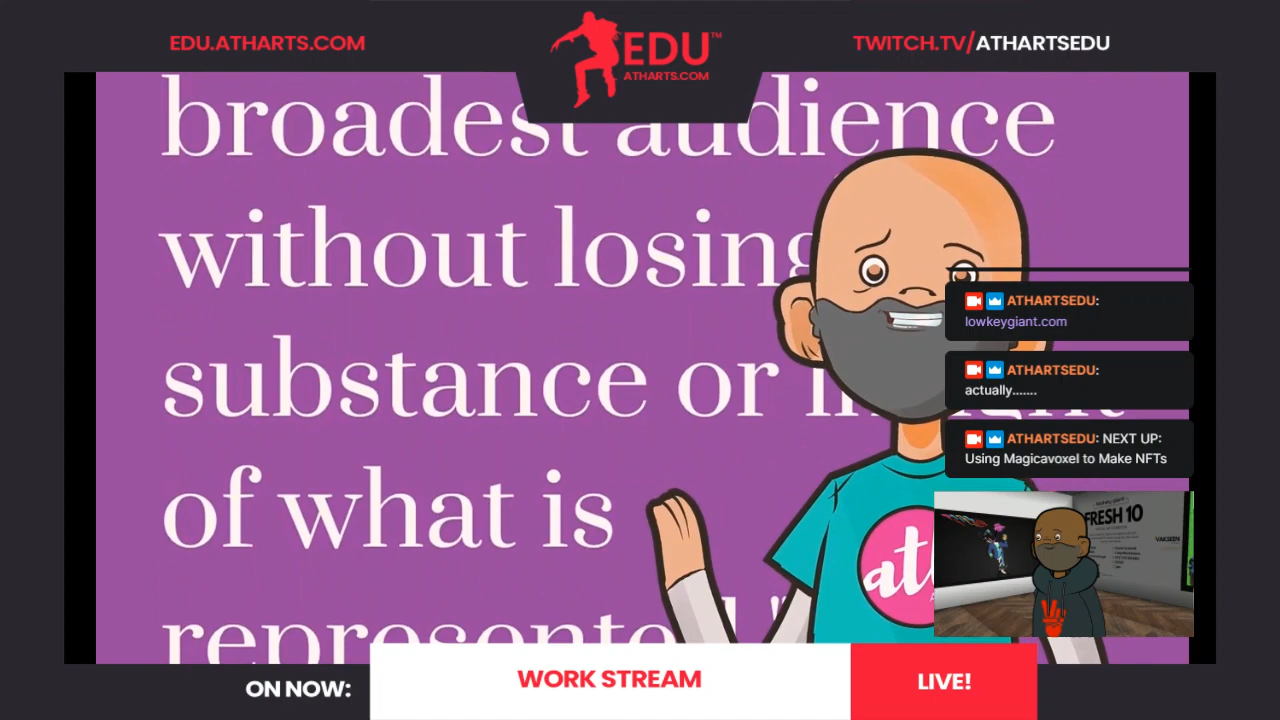 EDU.ATHARTS.COM
EDU™
ATHARTS.COM
TWITCH.TV/ATHARTSEDU
broadest audience
without losing
substance or
of what is
ATHARTSEDU:
lowkeygiant.com
ATHARTSEDU:
actually.......
ATHARTSEDU: NEXT UP:
Using Magicavoxel to Make NFTs
FRESH 10
VAKSEEN
ON NOW:
WORK STREAM
LIVE!